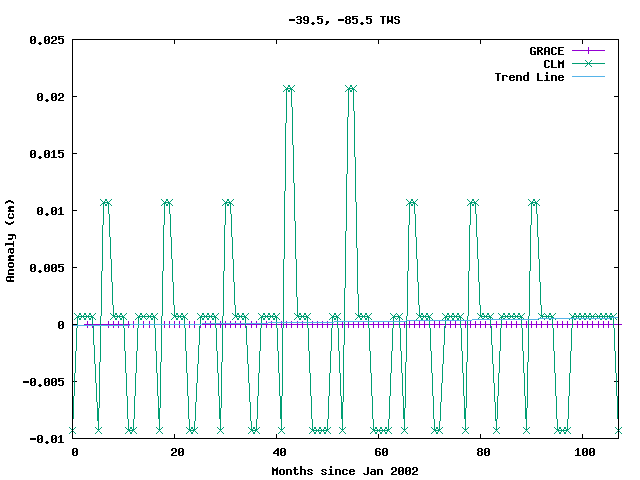 -39.5, -85.5 TWS
GRACE
CLM
Trend Line
0.025
0.02
0.015
0.01
0.005
0
-0.005
-0.01
Anomaly (cm)
0 20 40 60 80 100
Months since Jan 2002